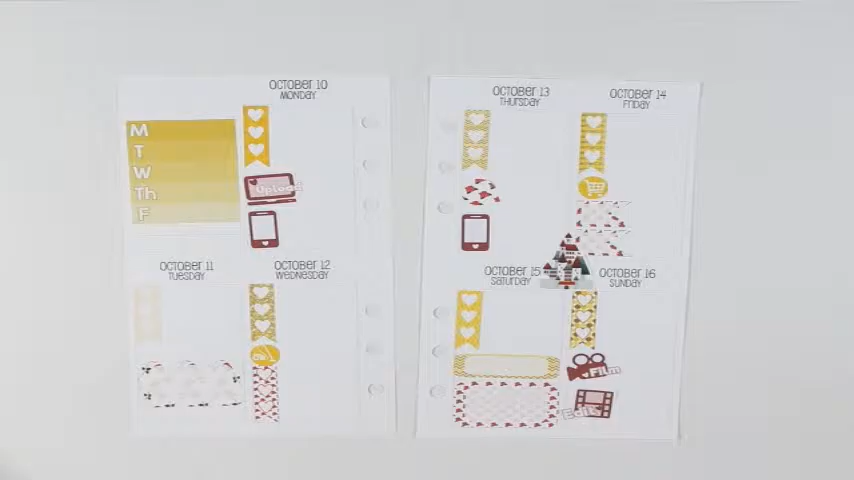 OCTOBER 10
MONDAY
M
T
W
Th
F
Upload
OCTOBER 11
TUESDAY
OCTOBER 12
WEDNESDAY
OCTOBER 13
THURSDAY
OCTOBER 14
FRIDAY
OCTOBER 15
SATURDAY
OCTOBER 16
SUNDAY
Film
Edit